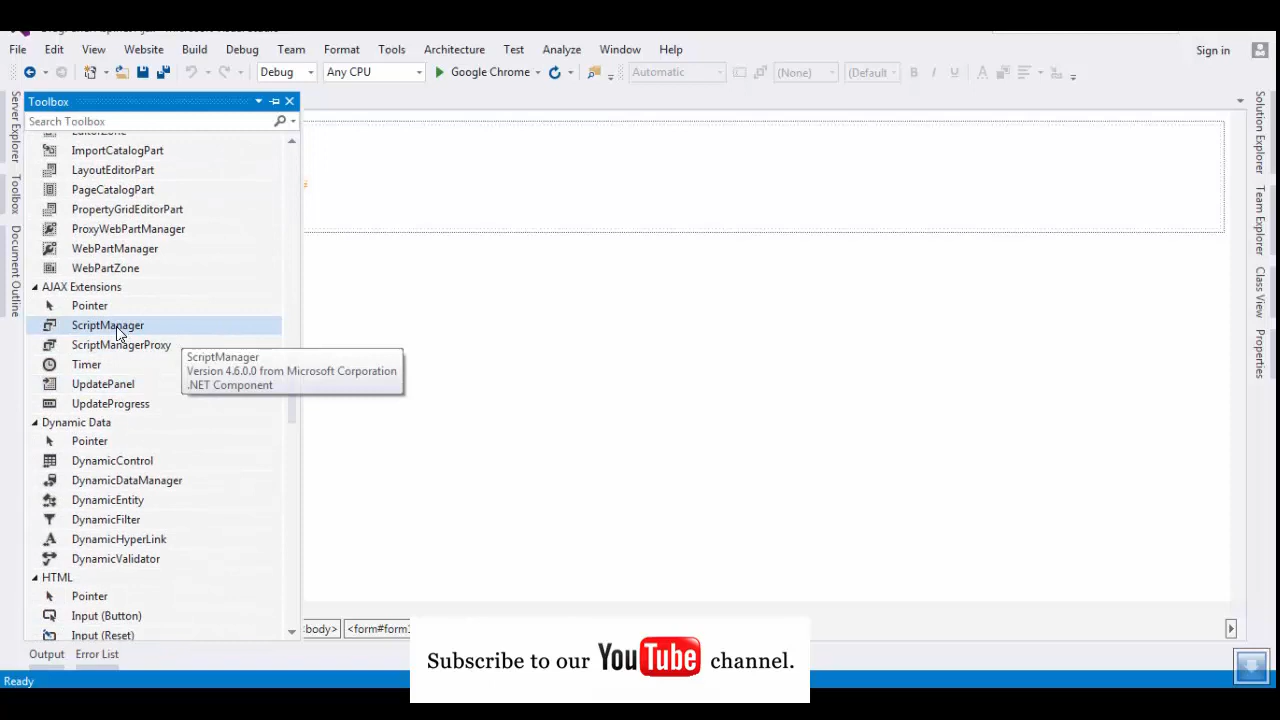 File Edit View Website Build Debug Team Format Tools Architecture Test Analyze Window Help
Sign in
Debug Any CPU Google Chrome Automatic (None) (Default
Toolbox
Search Toolbox
EditorZone
ImportCatalogPart
LayoutEditorPart
PageCatalogPart
PropertyGridEditorPart
ProxyWebPartManager
WebPartManager
WebPartZone
AJAX Extensions
Pointer
ScriptManager
ScriptManagerProxy
Timer
UpdatePanel
UpdateProgress
Dynamic Data
Pointer
DynamicControl
DynamicDataManager
DynamicEntity
DynamicFilter
DynamicHyperLink
DynamicValidator
HTML
Pointer
Input (Button)
Input (Reset)
ScriptManager
Version 4.6.0.0 from Microsoft Corporation
.NET Component
Server Explorer
Toolbox
Document Outline
Solution Explorer
Team Explorer
Class View
Properties
<body> <form#form1
Output Error List
Subscribe to our YouTube channel.
Ready